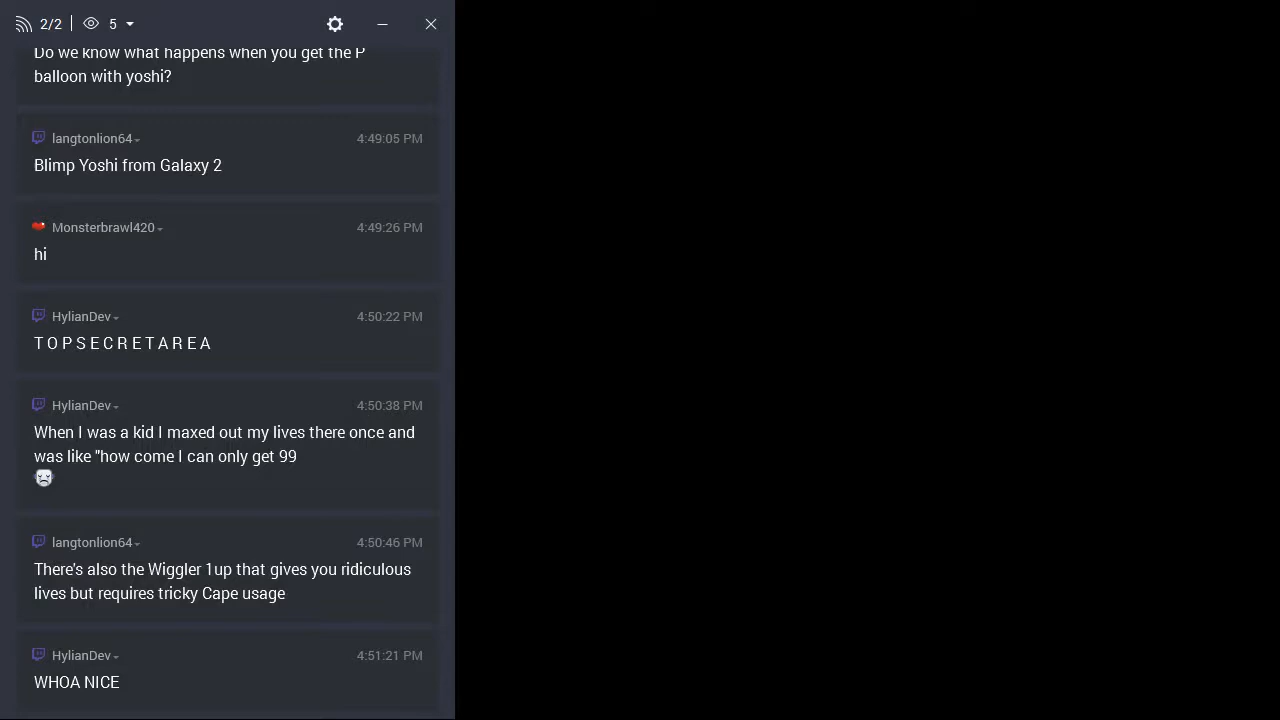 2/2 5
Do we know what happens when you get the P
balloon with yoshi?
langtonlion64 4:49:05 PM
Blimp Yoshi from Galaxy 2
Monsterbrawl420 4:49:26 PM
hi
HylianDev 4:50:22 PM
T O P S E C R E T A R E A
HylianDev 4:50:38 PM
When I was a kid I maxed out my lives there once and
was like "how come I can only get 99
langtonlion64 4:50:46 PM
There's also the Wiggler 1up that gives you ridiculous
lives but requires tricky Cape usage
HylianDev 4:51:21 PM
WHOA NICE